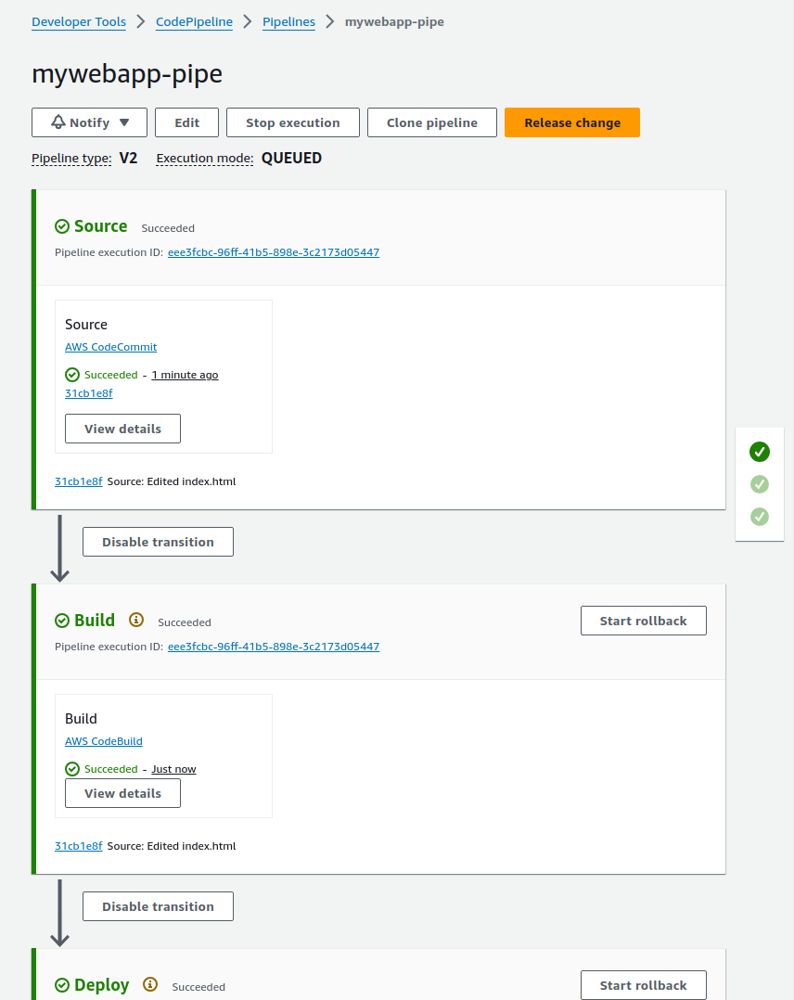 Developer Tools > CodePipeline > Pipelines > mywebapp-pipe
mywebapp-pipe
Notify ▼ Edit Stop execution Clone pipeline Release change
Pipeline type: V2 Execution mode: QUEUED
Source Succeeded
Pipeline execution ID: eee3fcbc-96ff-41b5-898e-3c2173d05447
Source
AWS CodeCommit
Succeeded - 1 minute ago
31cb1e8f
View details
31cb1e8f Source: Edited index.html
Disable transition
Build Succeeded Start rollback
Pipeline execution ID: eee3fcbc-96ff-41b5-898e-3c2173d05447
Build
AWS CodeBuild
Succeeded - Just now
View details
31cb1e8f Source: Edited index.html
Disable transition
Deploy Succeeded Start rollback